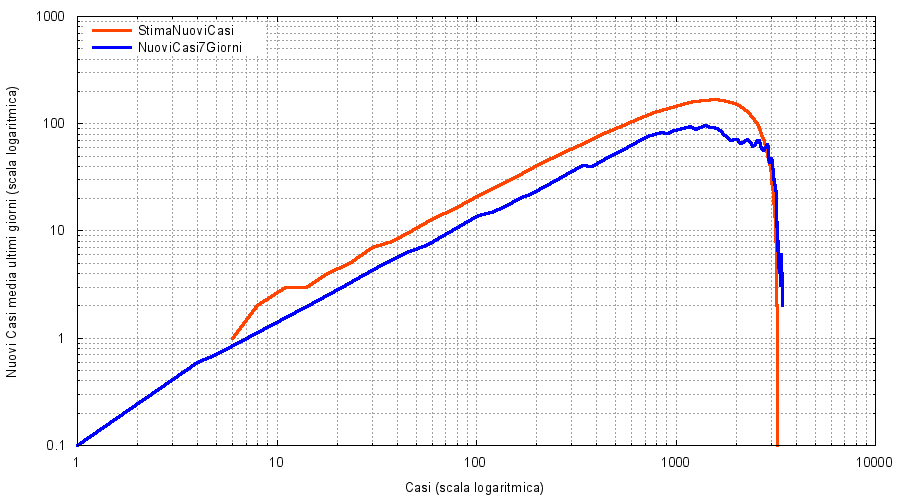 1000
StimaNuoviCasi
NuoviCasi7Giorni
100
10
1
0.1
Nuovi Casi media ultimi giorni (scala logaritmica)
1
10
100
1000
10000
Casi (scala logaritmica)